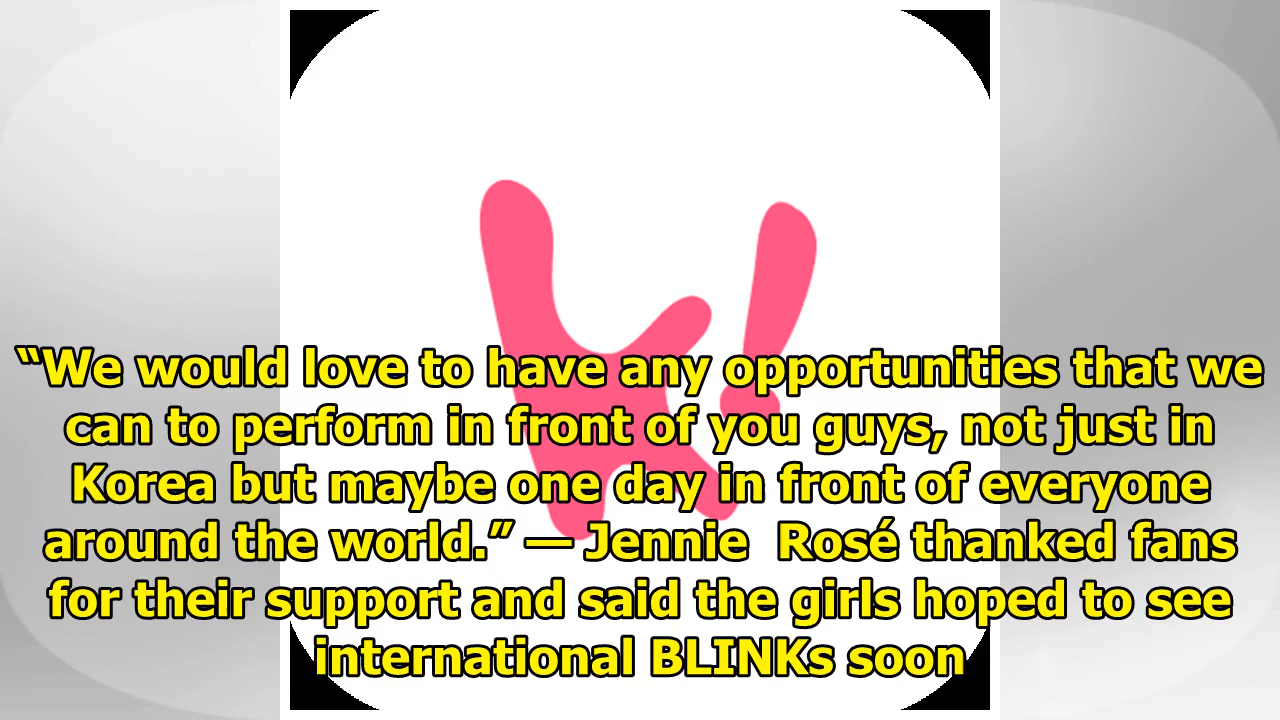 “We would love to have any opportunities that we
can to perform in front of you guys, not just in
Korea but maybe one day in front of everyone
around the world.” — Jennie  Rosé thanked fans
for their support and said the girls hoped to see
international BLINKs soon